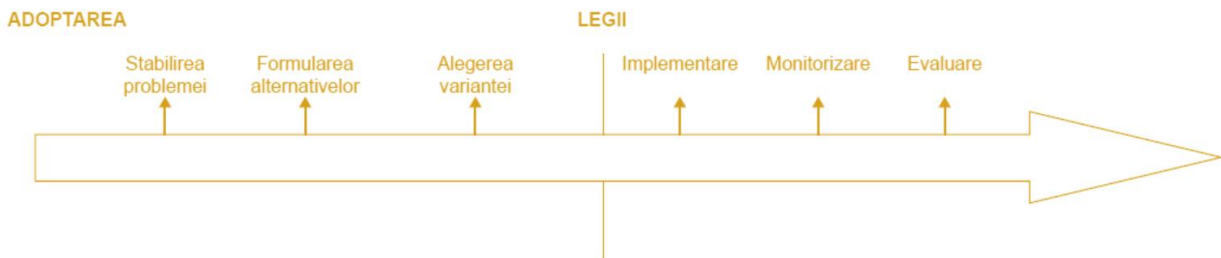 ADOPTAREA LEGII
Stabilirea
problemei
Formularea
alternativelor
Alegerea
variantei
Implementare
Monitorizare
Evaluare